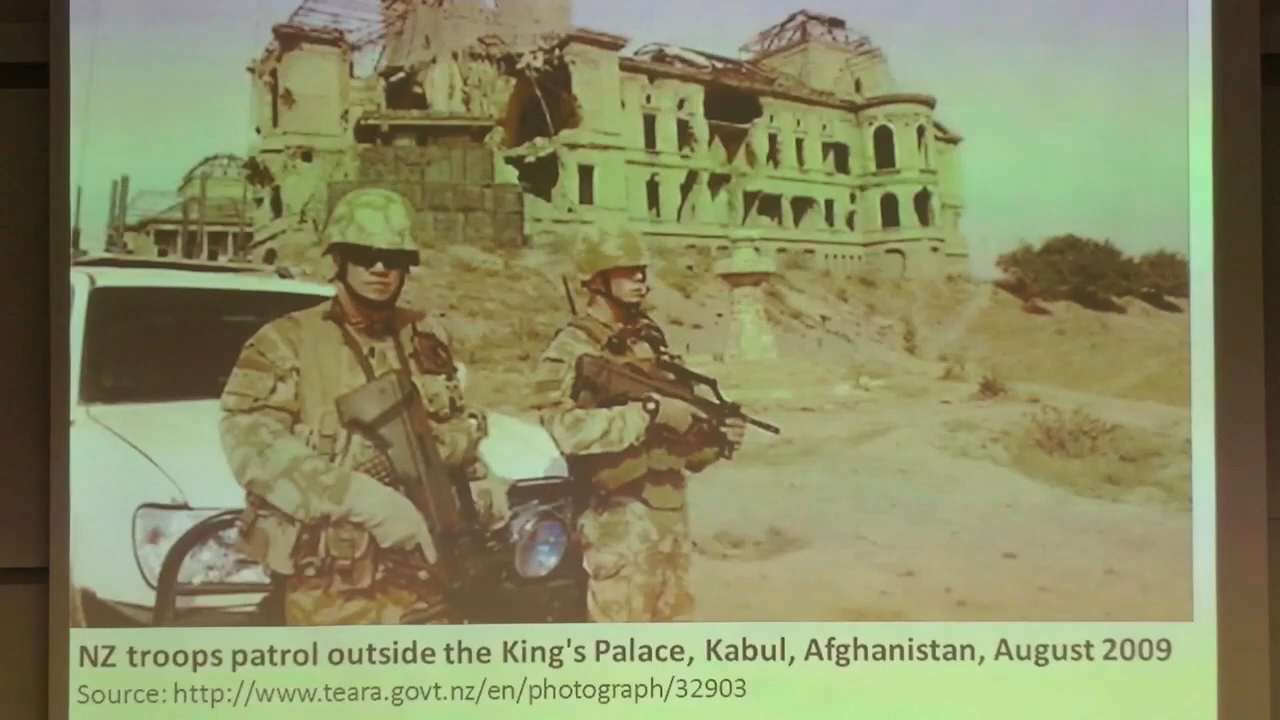 NZ troops patrol outside the King's Palace, Kabul, Afghanistan, August 2009
Source: http://www.teara.govt.nz/en/photograph/32903